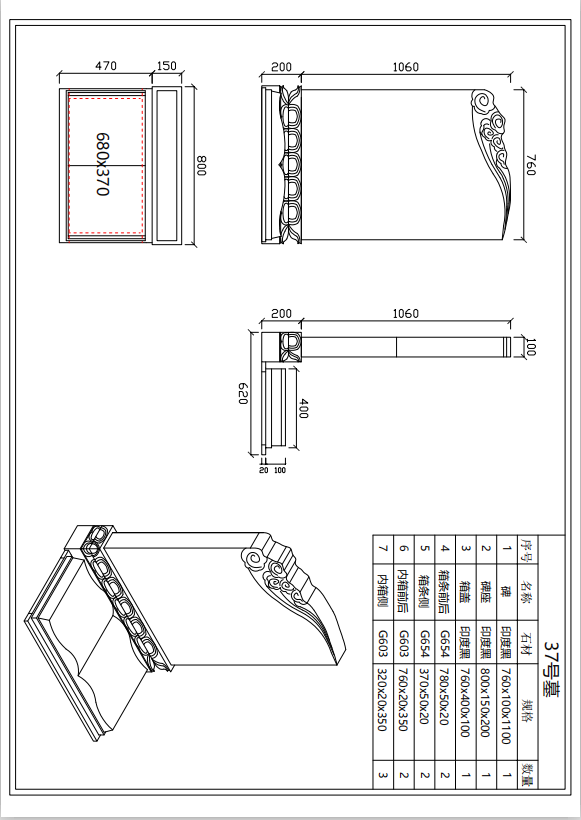 470 150
680x370
800
200 1060
760
200 1060
100
620
400
20 100
37号墓
序号 名称 石材 规格 数量
1 碑 印度黑 760x100x1100 1
2 碑座 印度黑 800x150x200 1
3 箱盖 印度黑 760x400x100 1
4 箱条前后 G654 780x50x20 2
5 箱条侧 G654 370x50x20 2
6 内箱前后 G603 760x20x350 2
7 内箱侧 G603 320x20x350 3